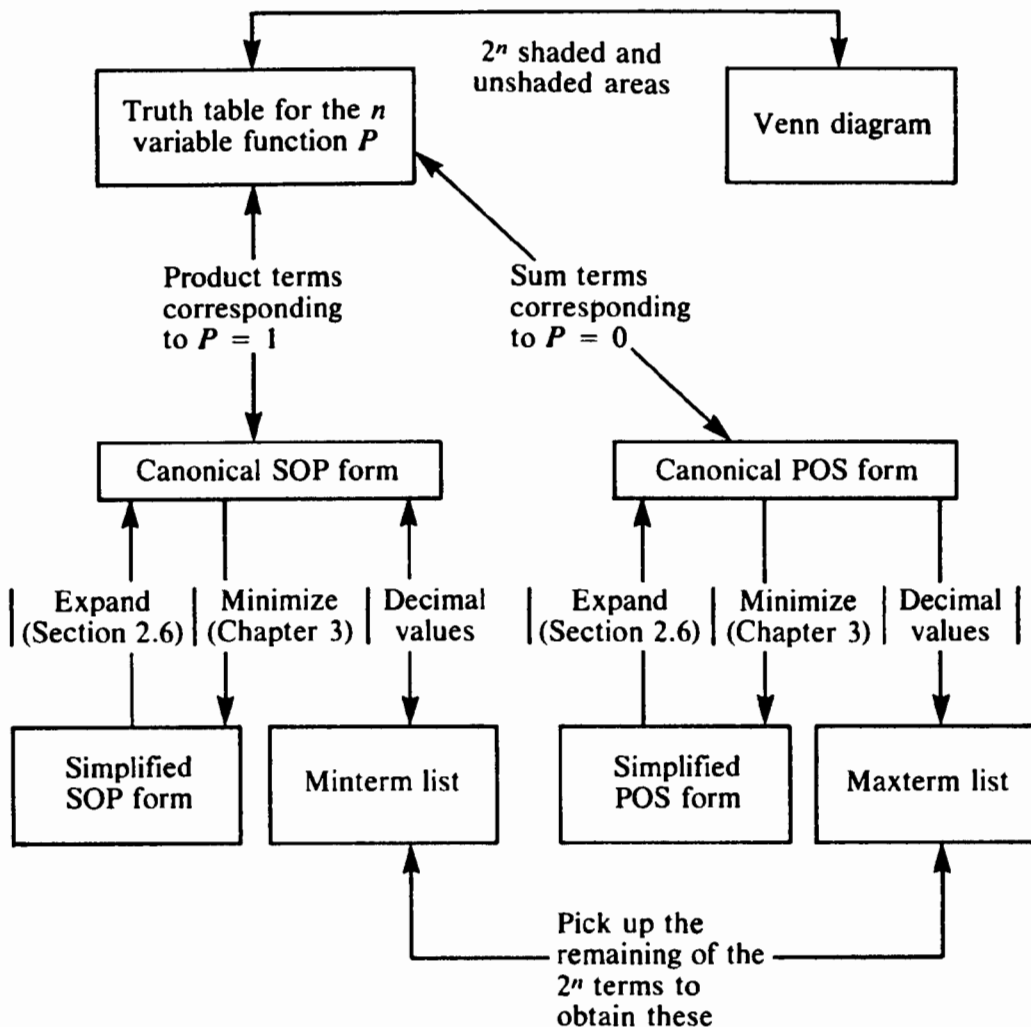 2ⁿ shaded and
unshaded areas
Truth table for the n
variable function P
Venn diagram
Product terms
corresponding
to P = 1
Sum terms
corresponding
to P = 0
Canonical SOP form
Canonical POS form
Expand
(Section 2.6)
Minimize
(Chapter 3)
Decimal
values
Expand
(Section 2.6)
Minimize
(Chapter 3)
Decimal
values
Simplified
SOP form
Minterm list
Simplified
POS form
Maxterm list
Pick up the
remaining of the
2ⁿ terms to
obtain these